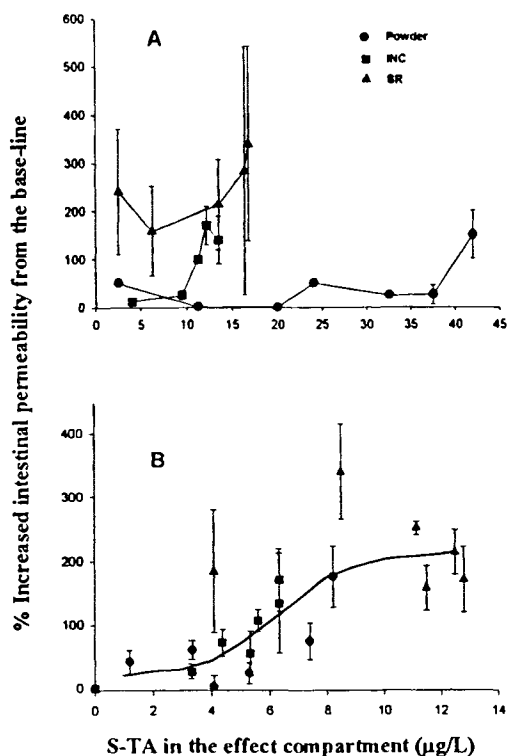 % Increased intestinal permeability from the base-line
A
Powder
INC
SR
600
500
400
300
200
100
0
0 5 10 15 20 25 30 35 40 45
B
400
300
200
100
0
0 2 4 6 8 10 12 14
S-TA in the effect compartment (µg/L)